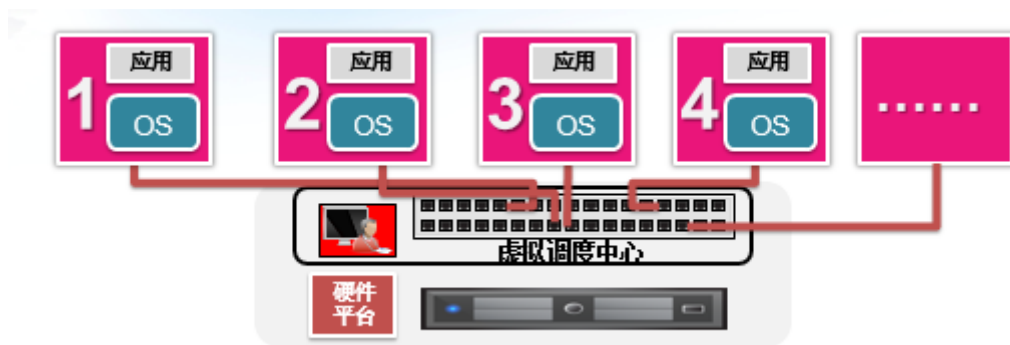 1
应用
OS
2
应用
OS
3
应用
OS
4
应用
OS
......
虚拟调度中心
硬件
平台